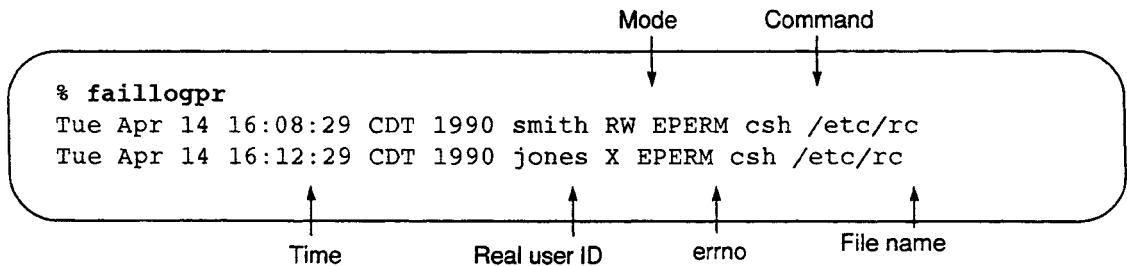 Mode Command
% faillogpr
Tue Apr 14 16:08:29 CDT 1990 smith RW EPERM csh /etc/rc
Tue Apr 14 16:12:29 CDT 1990 jones X EPERM csh /etc/rc
Time Real user ID errno File name